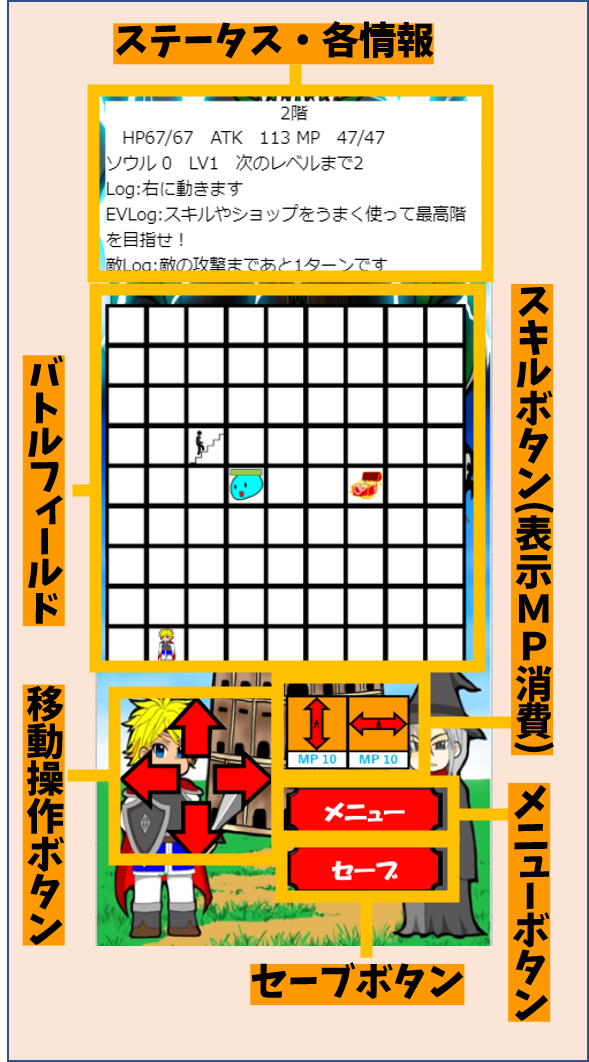 ステータス・各情報
2階
HP67/67 ATK 113 MP 47/47
ソウル 0 LV1 次のレベルまで2
Log:右に動きます
EVLog:スキルやショップをうまく使って最高階
を目指せ！
敵Log:敵の攻撃まであと1ターンです
バトルフィールド
スキルボタン(表示ＭＰ消費)
移動操作ボタン
MP 10 MP 10
メニュー
セーブ
メニューボタン
セーブボタン